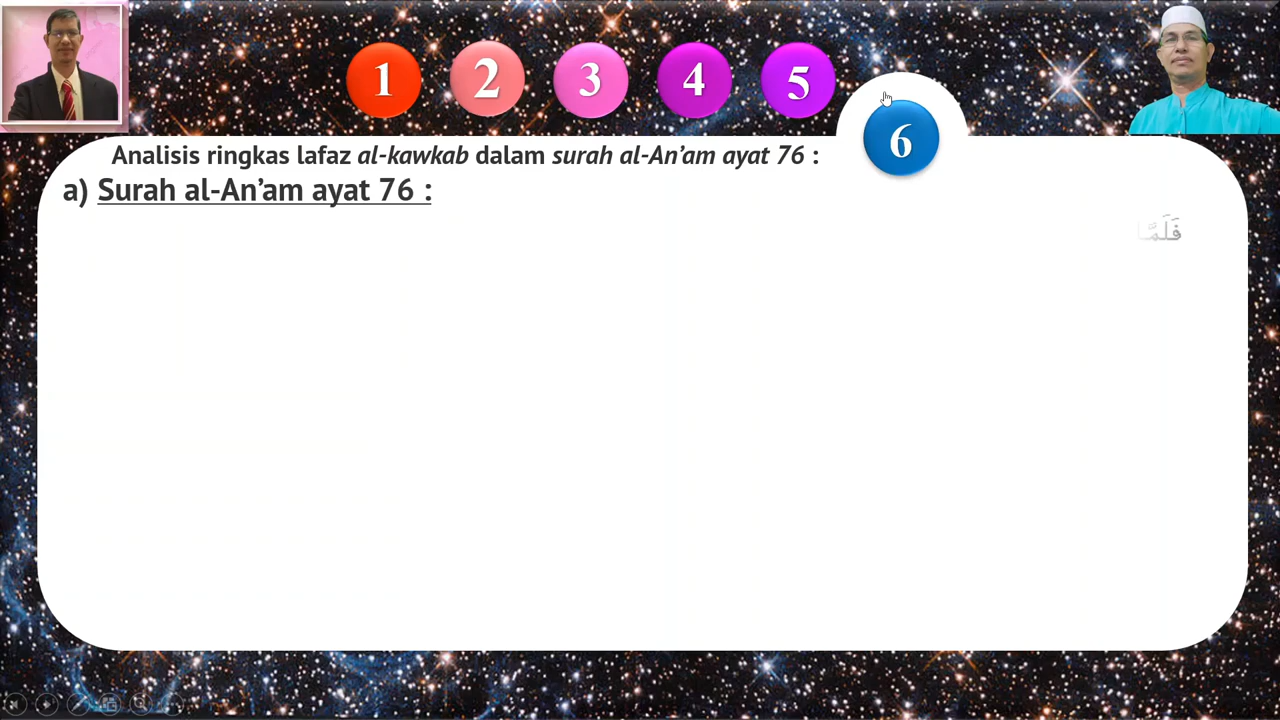 1 2 3 4 5
6
Analisis ringkas lafaz al-kawkab dalam surah al-An’am ayat 76 :
a) Surah al-An’am ayat 76 :
فَلَمَّا